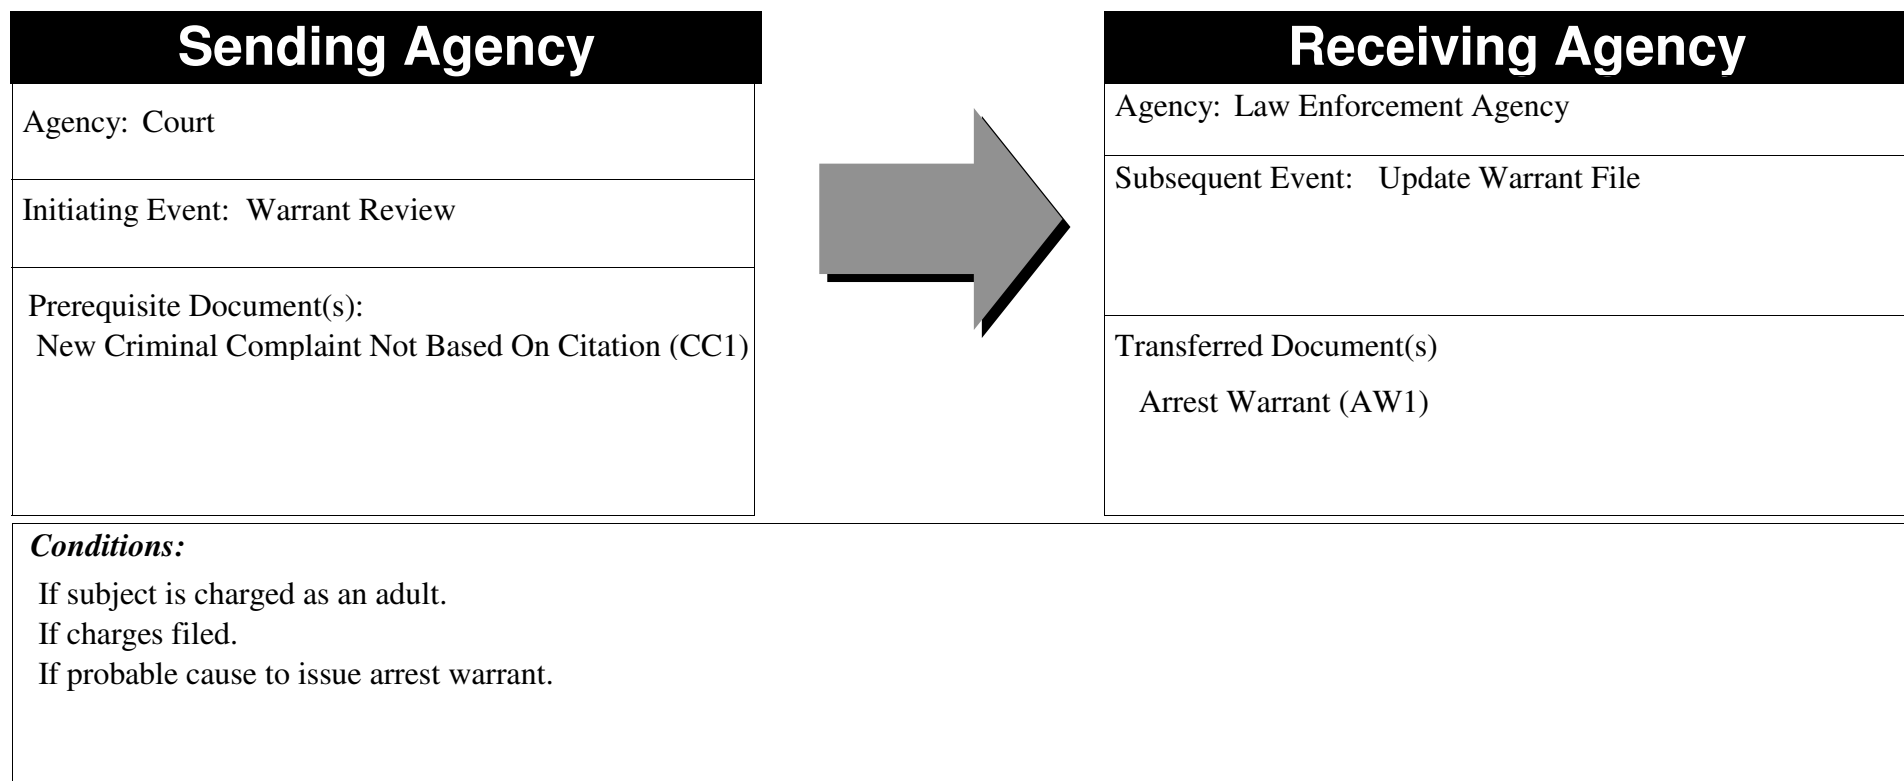 Sending Agency
Agency: Court
Initiating Event: Warrant Review
Prerequisite Document(s):
New Criminal Complaint Not Based On Citation (CC1)
Receiving Agency
Agency: Law Enforcement Agency
Subsequent Event: Update Warrant File
Transferred Document(s)
Arrest Warrant (AW1)
Conditions:
If subject is charged as an adult.
If charges filed.
If probable cause to issue arrest warrant.